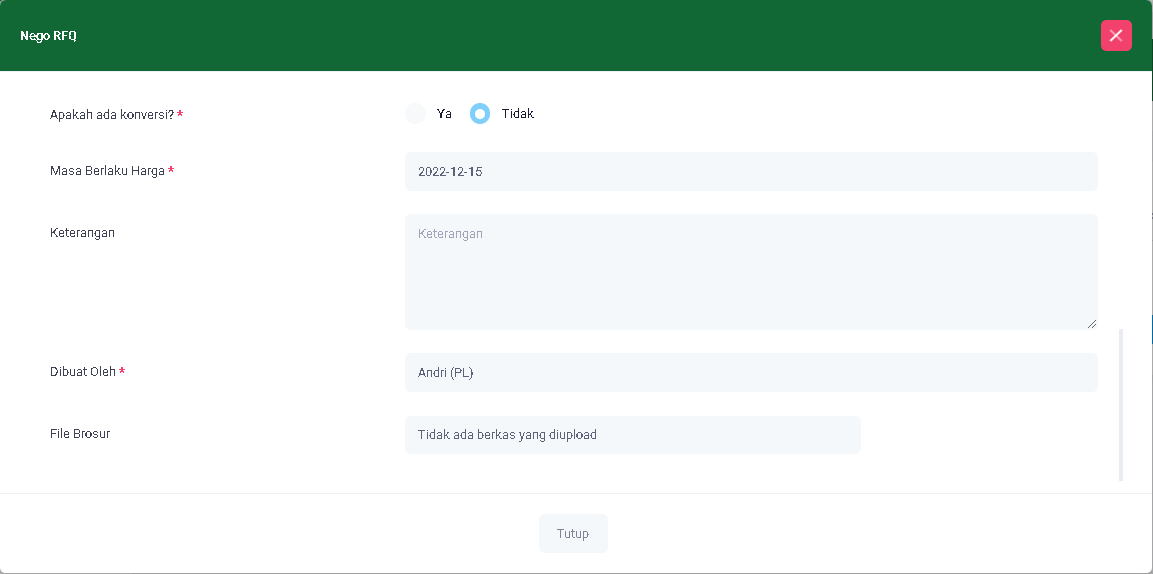 Nego RFQ
Apakah ada konversi? * Ya Tidak
Masa Berlaku Harga * 2022-12-15
Keterangan Keterangan
Dibuat Oleh * Andri (PL)
File Brosur Tidak ada berkas yang diupload
Tutup